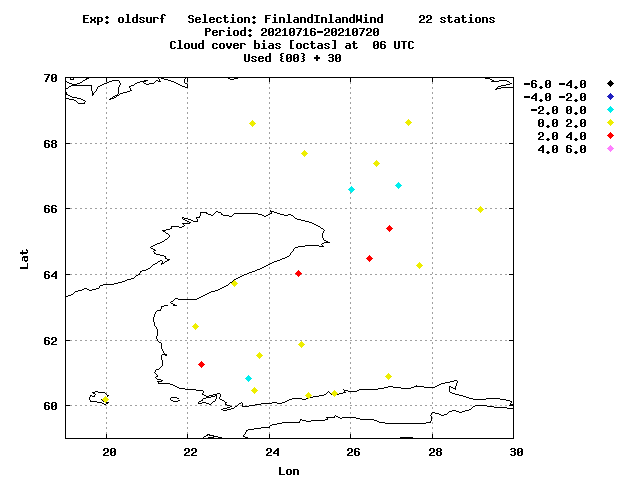 Exp: oldsurf   Selection: FinlandInlandWind     22 stations
Period: 20210716-20210720
Cloud cover bias [octas] at  06 UTC
Used {00} + 30
70
68
66
64
62
60
Lat
20 22 24 26 28 30
Lon
-6.0 -4.0
-4.0 -2.0
-2.0 0.0
0.0 2.0
2.0 4.0
4.0 6.0